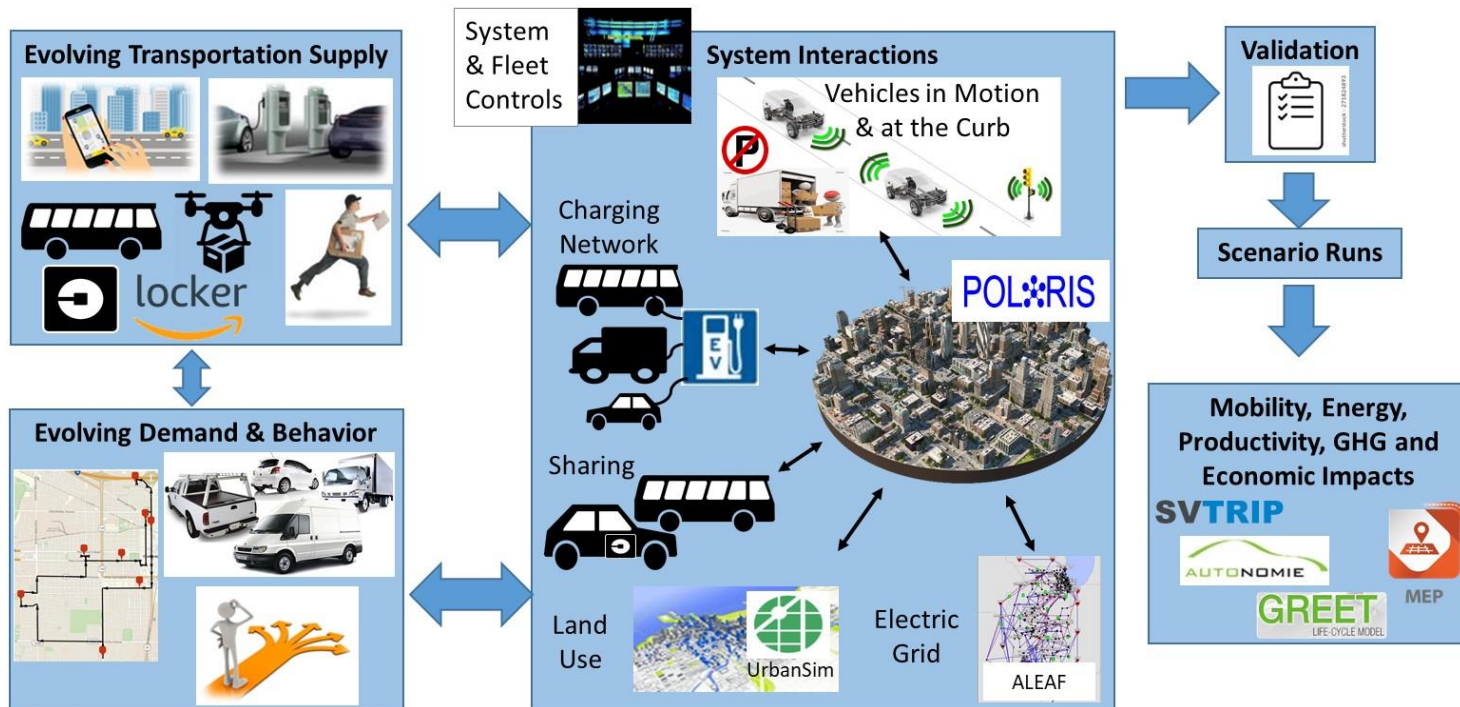 Evolving Transportation Supply
locker
Evolving Demand & Behavior
System
& Fleet
Controls
System Interactions
Vehicles in Motion
& at the Curb
P
Charging
Network
EV
POLARIS
Sharing
Land
Use
UrbanSim
Electric
Grid
ALEAF
Validation
shutterstock · 271824893
Scenario Runs
Mobility, Energy,
Productivity, GHG and
Economic Impacts
SVTRIP
AUTONOMIE
MEP
GREET
LIFE-CYCLE MODEL